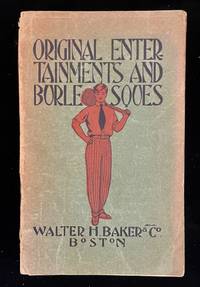 ORIGINAL ENTER-
TAINMENTS AND
BURLESQUES
WALTER H. BAKER & CO.
BOSTON